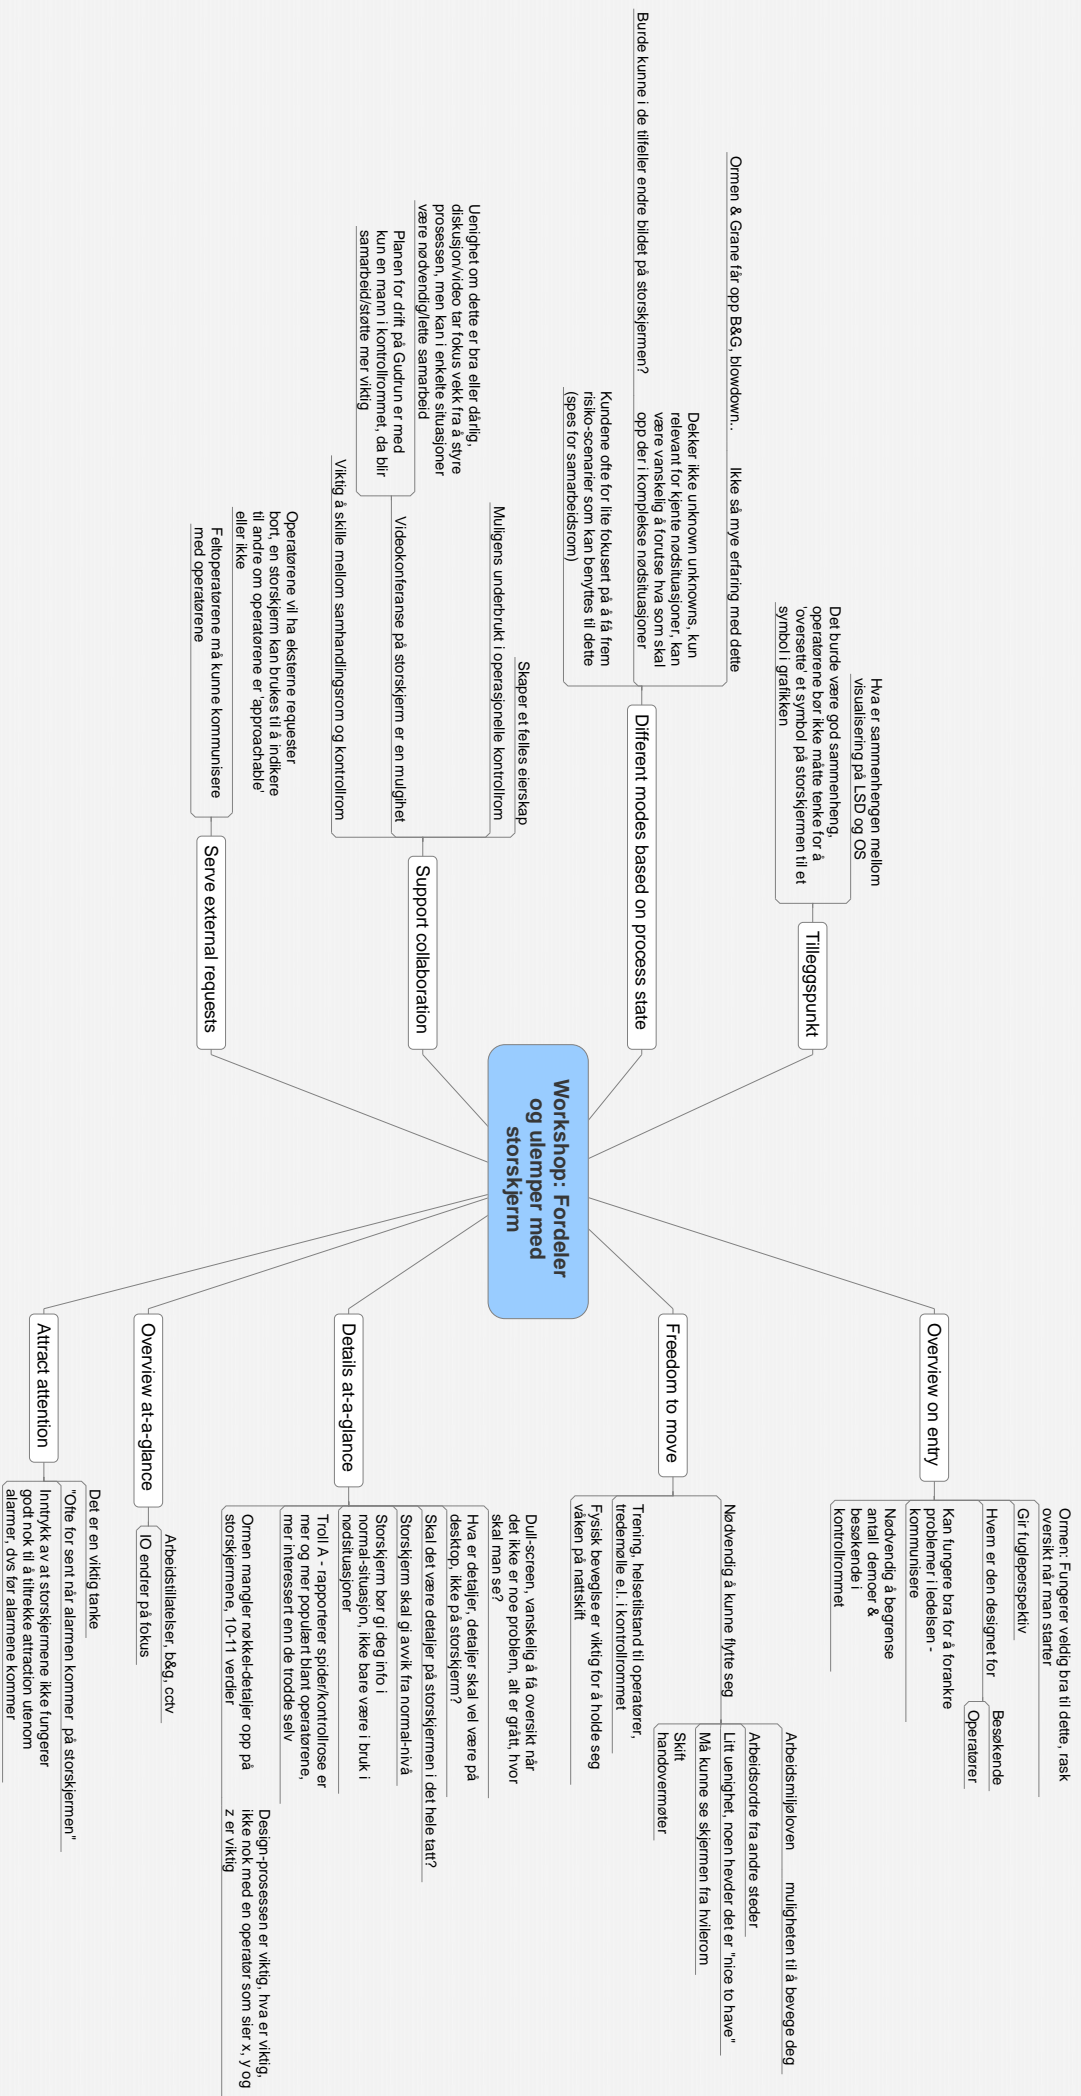 Workshop: Fordeler
og ulemper med
storskjerm
Overview on entry
Ormen: Fungerer veldig bra til dette, rask
oversikt når man starter
Gir fugleperspektiv
Hvem er den designet for
Besøkende
Operatører
Kan fungere bra for å forankre
problemer i ledelsen -
kommunisere
Nødvendig å begrense
antall  demoer &
besøkende i
kontrollrommet
Freedom to move
Nødvendig å kunne flytte seg
Arbeidsmiljøloven
muligheten til å bevege deg
Arbeidsordre fra andre steder
Litt uenighet, noen hevder det er "nice to have"
Må kunne se skjermen fra hvilerom
Skift
handovermøter
Trening, helsetilstand til operatører,
tredemølle e.l. i kontrollrommet
Fysisk beveglse er viktig for å holde seg
våken på nattskift
Details at-a-glance
Dull-screen, vanskelig å få oversikt når
det ikke er noe problem, alt er grått, hvor
skal man se?
Hva er detaljer, detaljer skal vel være på
desktop, ikke på storskjerm?
Skal det være detaljer på storskjermen i det hele tatt?
Storskjerm skal gi avvik fra normal-nivå
Storskjerm bør gi deg info i
normal-situasjon, ikke bare være i bruk i
nødsituasjoner
Troll A - rapporterer spider/kontrollrose er
mer og mer populært blant operatørene,
mer interessert enn de trodde selv
Ormen mangler nøkkel-detaljer opp på
storskjermene, 10-11 verdier
Design-prosessen er viktig, hva er viktig,
ikke nok med en operatør som sier x, y og
z er viktig
Overview at-a-glance
Arbeidstillatelser, b&g, cctv
IO endrer på fokus
Attract attention
Det er en viktig tanke
"Ofte for sent når alarmen kommer  på storskjermen"
Inntrykk av at storskjermene ikke fungerer
godt nok til å tiltrekke attraction utenom
alarmer, dvs før alarmene kommer
Tilleggspunkt
Hva er sammenhengen mellom
visualisering på LSD og OS
Det burde være god sammenheng,
operatørene bør ikke måtte tenke for å
'oversette' et symbol på storskjermen til et
symbol i grafikken
Different modes based on process state
Ikke så mye erfaring med dette
Ormen & Grane får opp B&G, blowdown..
Dekker ikke unknown unknowns, kun
relevant for kjente nødsituasjoner, kan
være vanskelig å forutse hva som skal
opp der i komplekse nødsituasjoner
Burde kunne i de tilfeller endre bildet på storskjermen?
Kundene ofte for lite fokusert på å få frem
risiko-scenarier som kan benyttes til dette
(spes for samarbeidsrom)
Support collaboration
Skaper et felles eierskap
Muligens underbrukt i operasjonelle kontrollrom
Videokonferanse på storskjerm er en mulgihet
Uenighet om dette er bra eller dårlig,
diskusjon/video tar fokus vekk fra å styre
prosessen, men kan i enkelte situasjoner
være nødvendig/lette samarbeid
Planen for drift på Gudrun er med
kun en mann i kontrollrommet, da blir
samarbeid/støtte mer viktig
Viktig å skille mellom samhandlingsrom og kontrollrom
Serve external requests
Operatørene vil ha eksterne requester
bort, en storskjerm kan brukes til å indikere
til andre om operatørene er 'approachable'
eller ikke
Feltoperatørene må kunne kommunisere
med operatørene